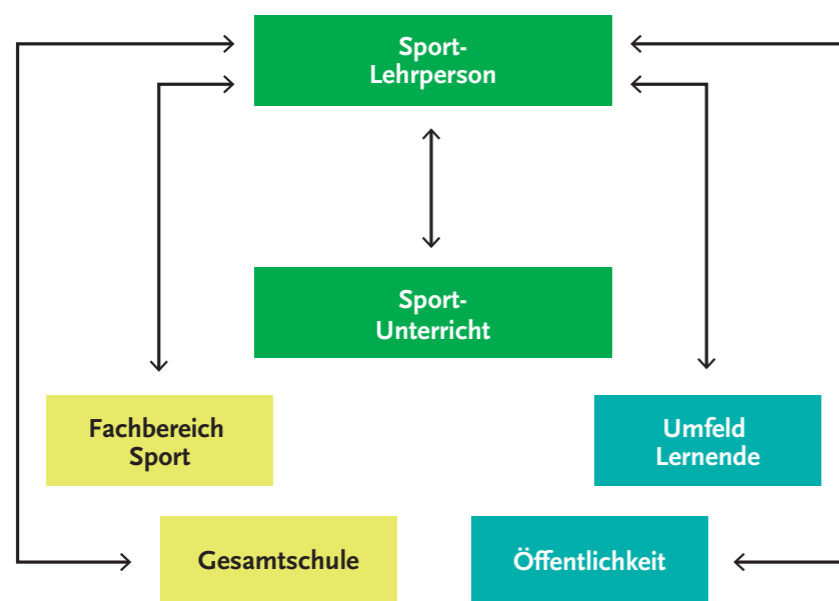 Sport-
Lehrperson
Sport-
Unterricht
Fachbereich
Sport
Umfeld
Lernende
Gesamtschule
Öffentlichkeit